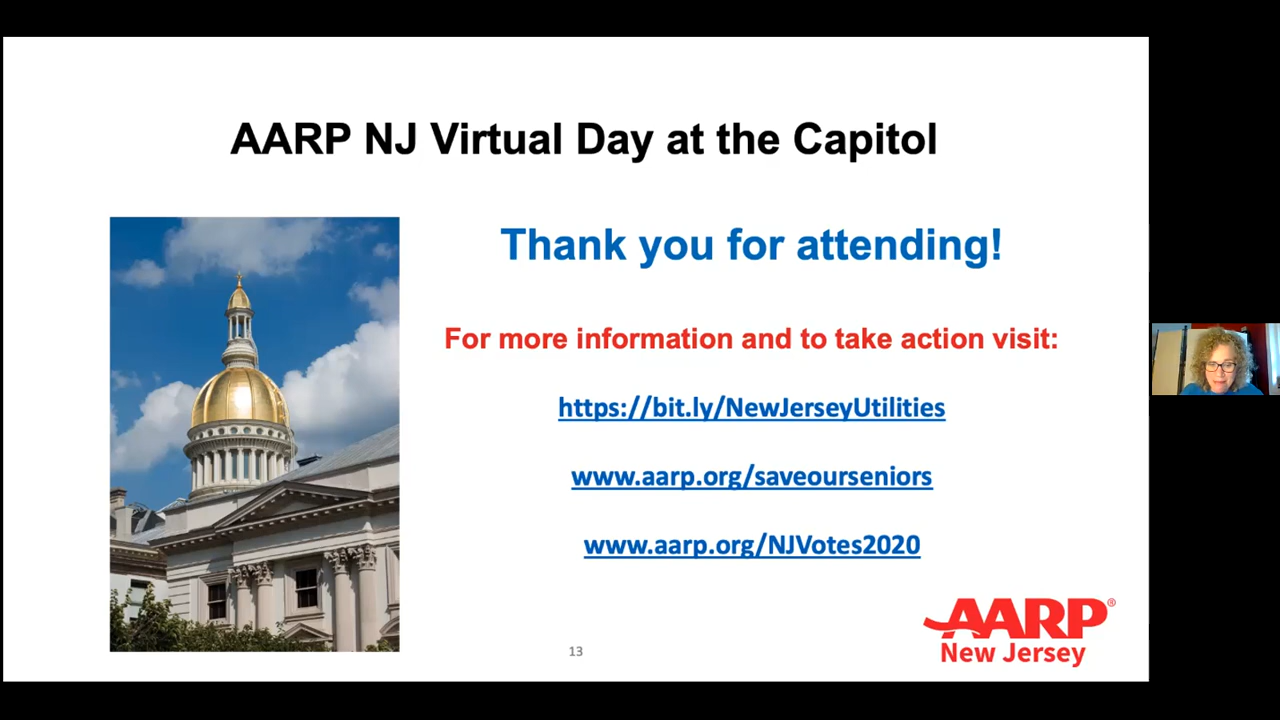 AARP NJ Virtual Day at the Capitol
Thank you for attending!
For more information and to take action visit:
https://bit.ly/NewJerseyUtilities
www.aarp.org/saveourseniors
www.aarp.org/NJVotes2020
AARP®
New Jersey
13